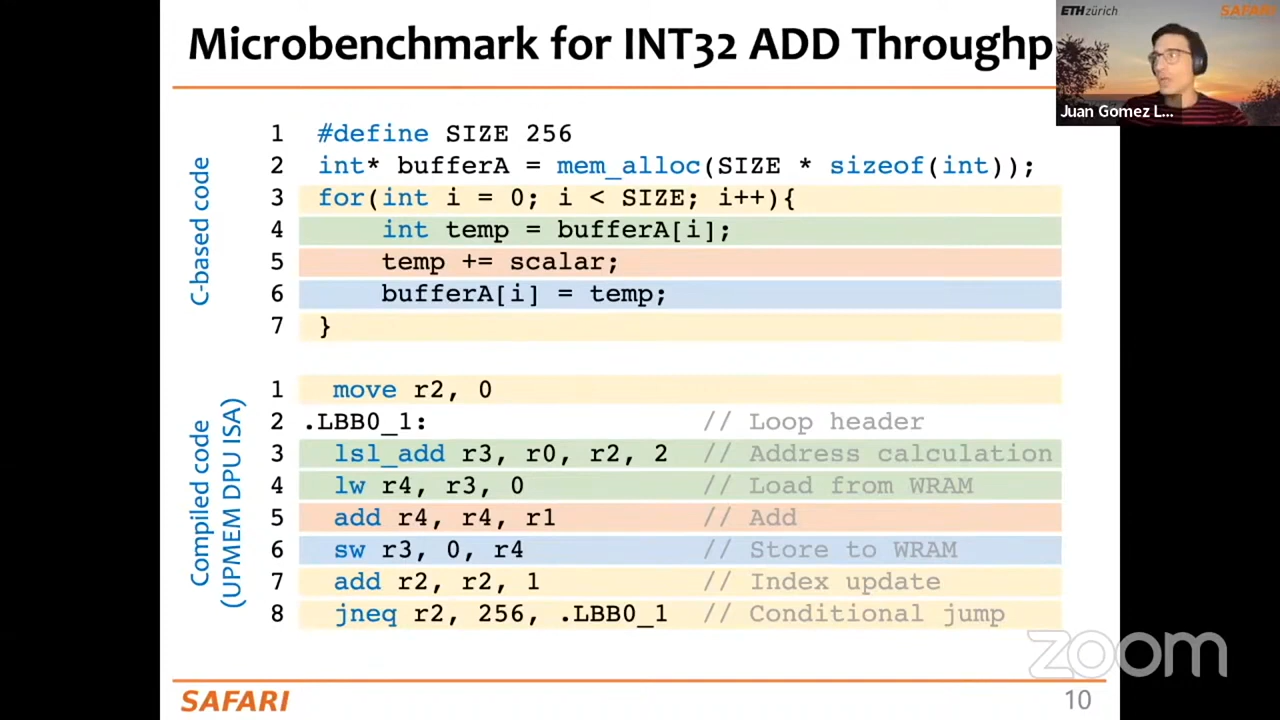 Microbenchmark for INT32 ADD Throughp
ETH zürich
SAFARI
Juan Gomez L...
C-based code
1 #define SIZE 256
2 int* bufferA = mem_alloc(SIZE * sizeof(int));
3 for(int i = 0; i < SIZE; i++){
4 int temp = bufferA[i];
5 temp += scalar;
6 bufferA[i] = temp;
7 }
Compiled code
(UPMEM DPU ISA)
1 move r2, 0
2 .LBB0_1: // Loop header
3 lsl_add r3, r0, r2, 2 // Address calculation
4 lw r4, r3, 0 // Load from WRAM
5 add r4, r4, r1 // Add
6 sw r3, 0, r4 // Store to WRAM
7 add r2, r2, 1 // Index update
8 jneq r2, 256, .LBB0_1 // Conditional jump
zoom
SAFARI
10